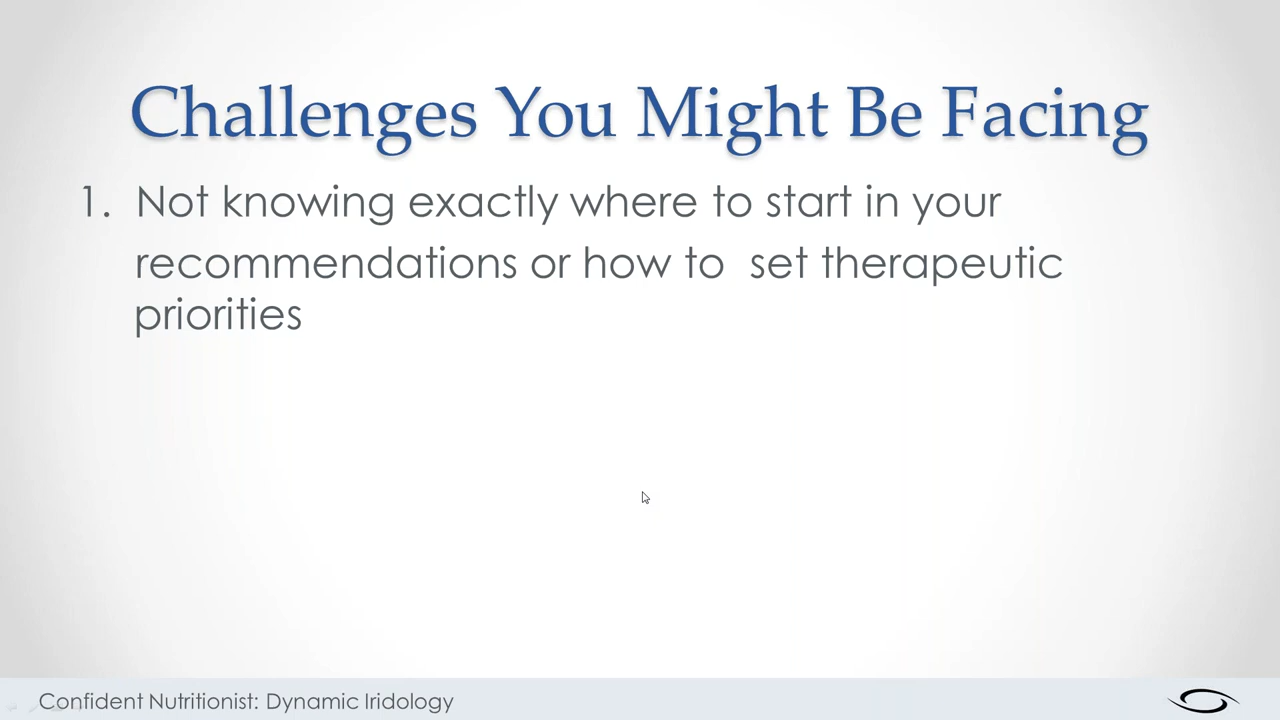 Challenges You Might Be Facing
1. Not knowing exactly where to start in your
recommendations or how to  set therapeutic
priorities
Confident Nutritionist: Dynamic Iridology